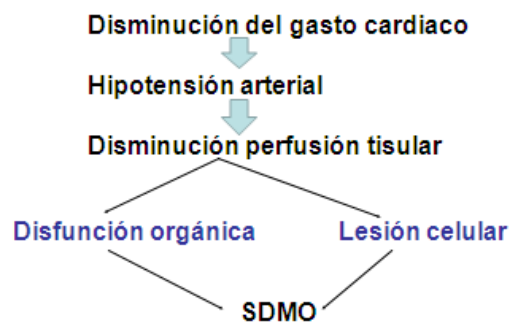 Disminución del gasto cardiaco
Hipotensión arterial
Disminución perfusión tisular
Disfunción orgánica
Lesión celular
SDMO